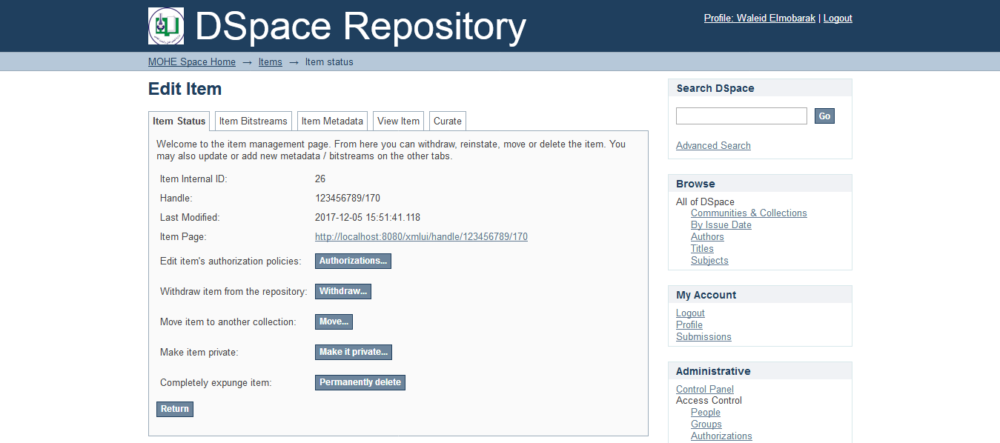 DSpace Repository
Profile: Waleid Elmobarak | Logout
MOHE Space Home → Items → Item status
Edit Item
Item Status
Item Bitstreams
Item Metadata
View Item
Curate
Welcome to the item management page. From here you can withdraw, reinstate, move or delete the item. You
may also update or add new metadata / bitstreams on the other tabs.
Item Internal ID: 26
Handle: 123456789/170
Last Modified: 2017-12-05 15:51:41.118
Item Page: http://localhost:8080/xmlui/handle/123456789/170
Edit item's authorization policies: Authorizations...
Withdraw item from the repository: Withdraw...
Move item to another collection: Move...
Make item private: Make it private...
Completely expunge item: Permanently delete
Return
Search DSpace
Go
Advanced Search
Browse
All of DSpace
Communities & Collections
By Issue Date
Authors
Titles
Subjects
My Account
Logout
Profile
Submissions
Administrative
Control Panel
Access Control
People
Groups
Authorizations